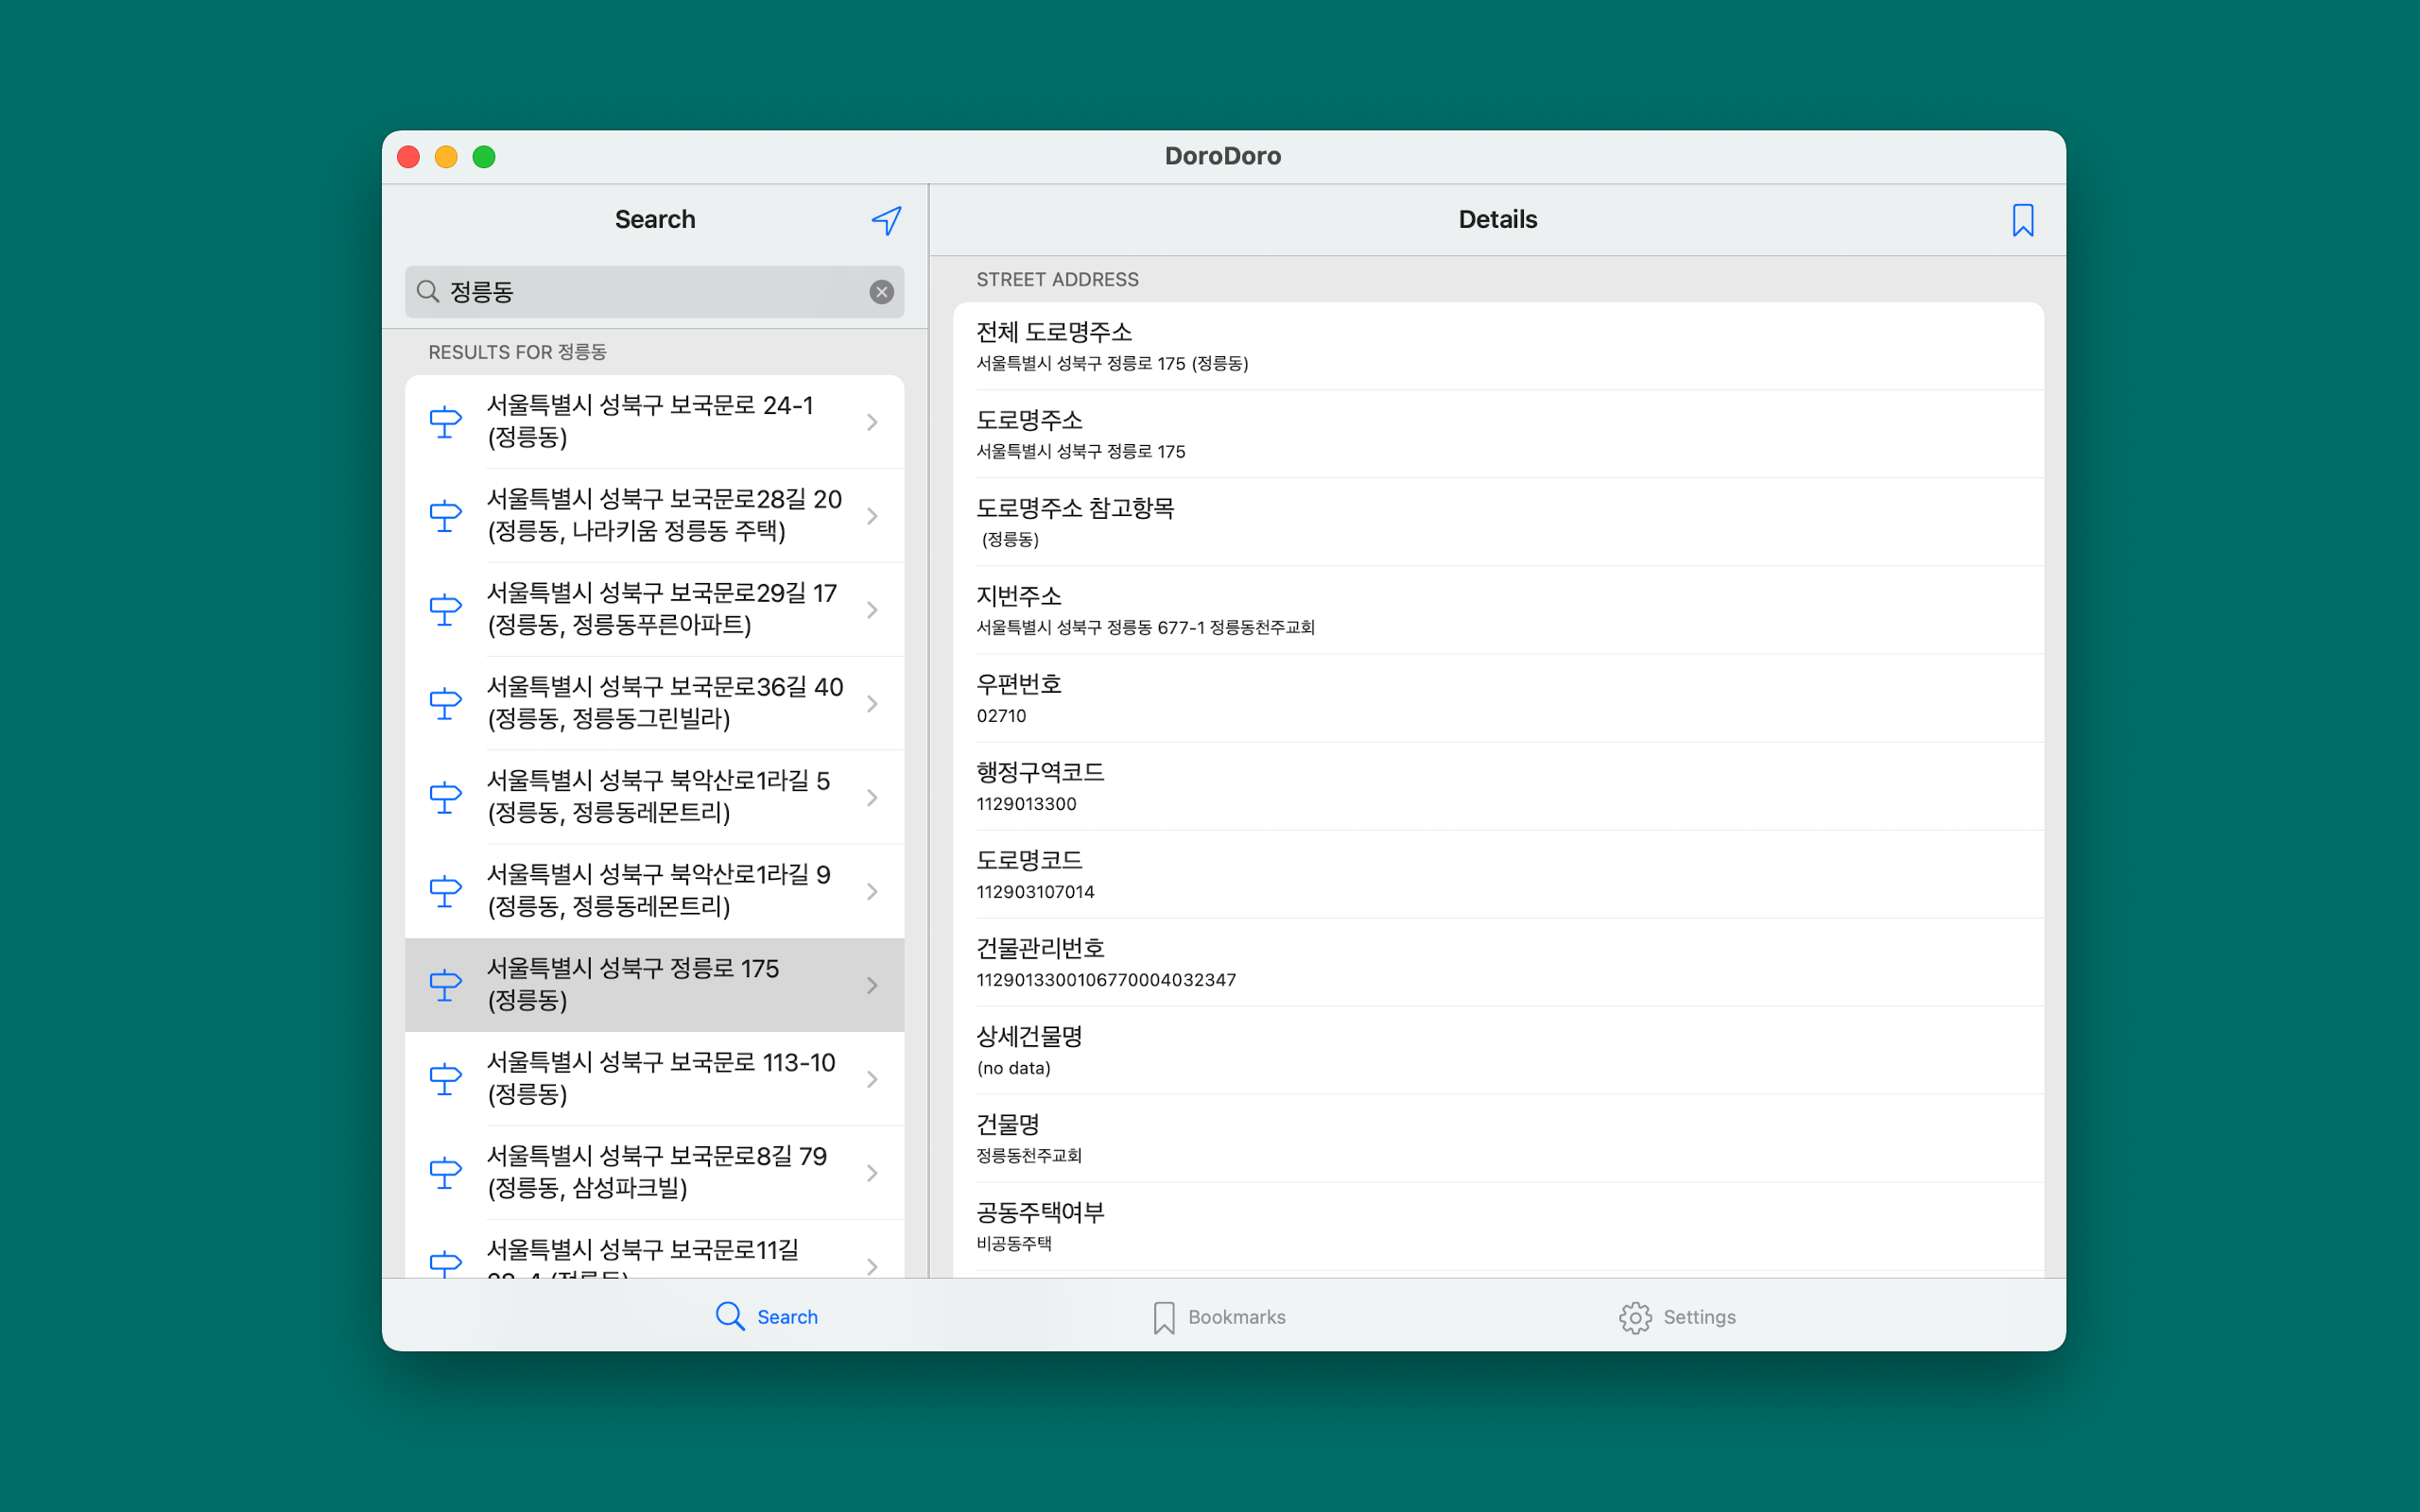 DoroDoro
Search
정릉동
RESULTS FOR 정릉동
서울특별시 성북구 보국문로 24-1
(정릉동)
서울특별시 성북구 보국문로28길 20
(정릉동, 나라키움 정릉동 주택)
서울특별시 성북구 보국문로29길 17
(정릉동, 정릉동푸른아파트)
서울특별시 성북구 보국문로36길 40
(정릉동, 정릉동그린빌라)
서울특별시 성북구 북악산로1라길 5
(정릉동, 정릉동레몬트리)
서울특별시 성북구 북악산로1라길 9
(정릉동, 정릉동레몬트리)
서울특별시 성북구 정릉로 175
(정릉동)
서울특별시 성북구 보국문로 113-10
(정릉동)
서울특별시 성북구 보국문로8길 79
(정릉동, 삼성파크빌)
서울특별시 성북구 보국문로11길
(정릉동)
Details
STREET ADDRESS
전체 도로명주소
서울특별시 성북구 정릉로 175 (정릉동)
도로명주소
서울특별시 성북구 정릉로 175
도로명주소 참고항목
(정릉동)
지번주소
서울특별시 성북구 정릉동 677-1 정릉동천주교회
우편번호
02710
행정구역코드
1129013300
도로명코드
112903107014
건물관리번호
1129013300106770004032347
상세건물명
(no data)
건물명
정릉동천주교회
공동주택여부
비공동주택
Search
Bookmarks
Settings